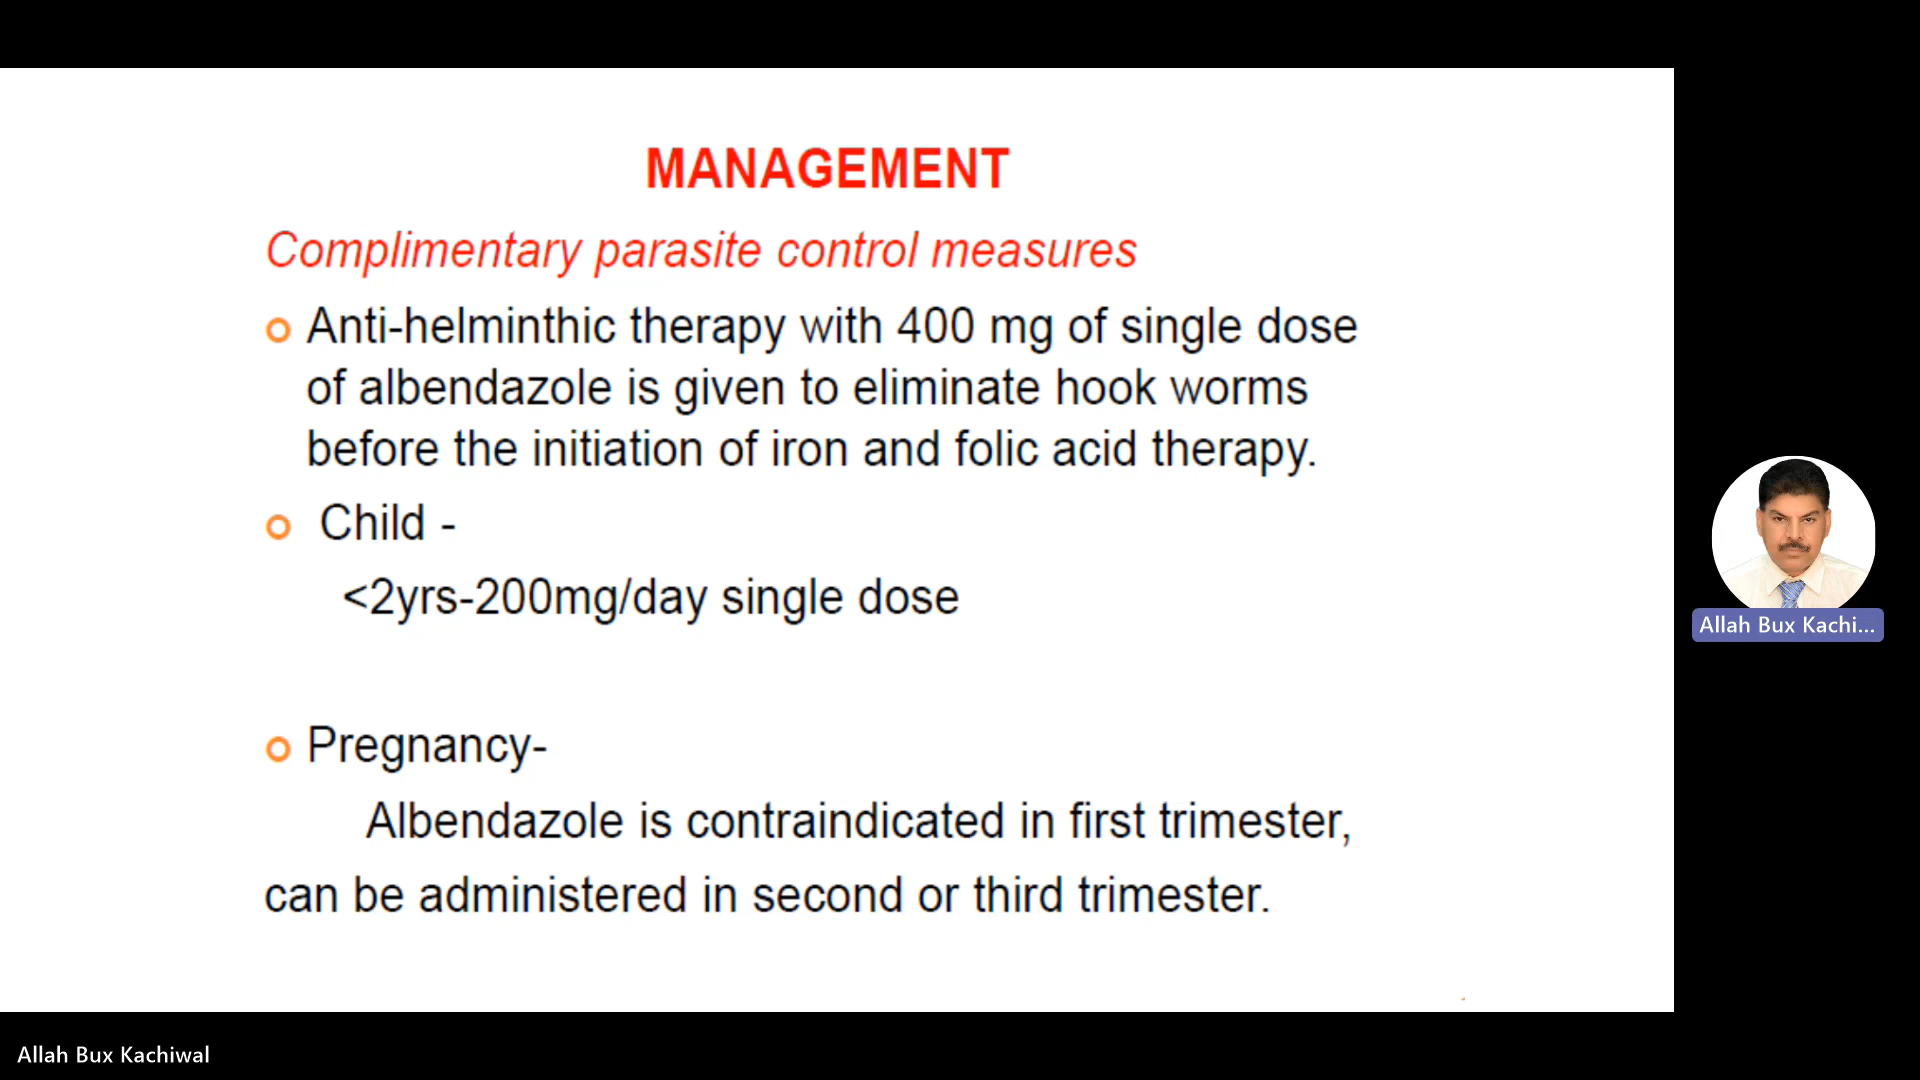 MANAGEMENT
Complimentary parasite control measures
Anti-helminthic therapy with 400 mg of single dose
of albendazole is given to eliminate hook worms
before the initiation of iron and folic acid therapy.
Child -
<2yrs-200mg/day single dose
Pregnancy-
Albendazole is contraindicated in first trimester,
can be administered in second or third trimester.
Allah Bux Kachi...
Allah Bux Kachiwal